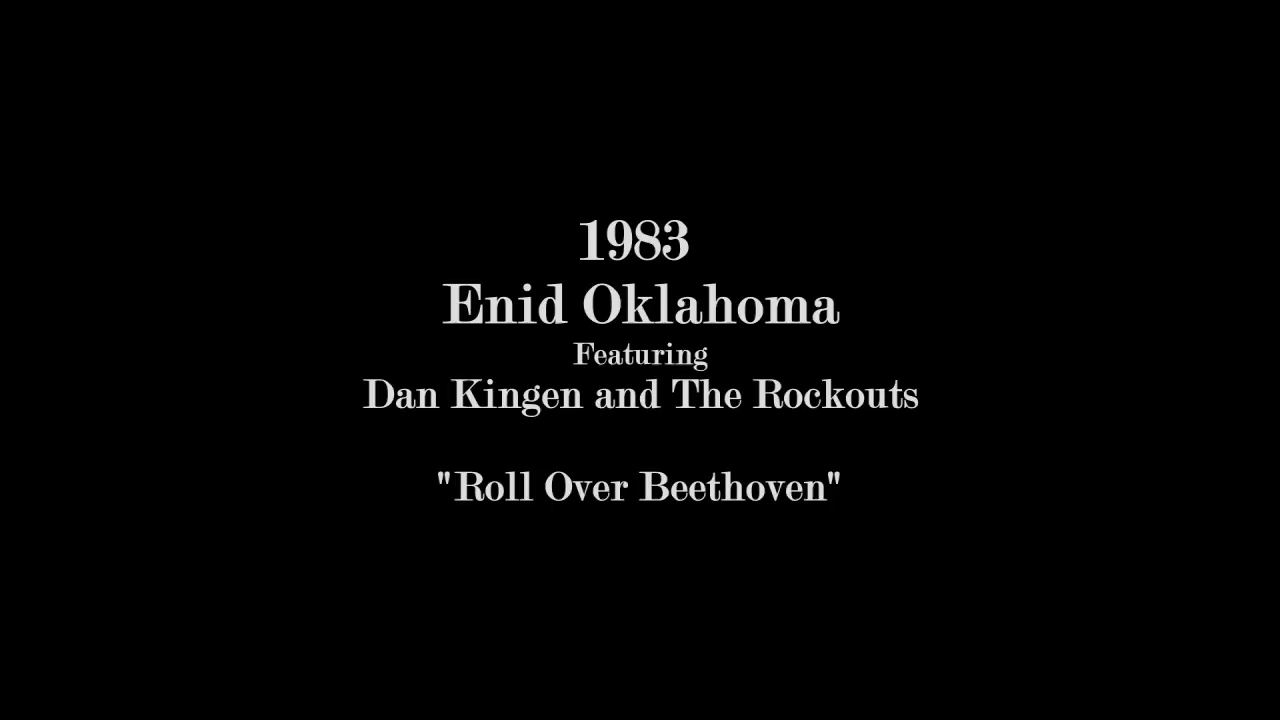 1983
Enid Oklahoma
Featuring
Dan Kingen and The Rockouts
"Roll Over Beethoven"